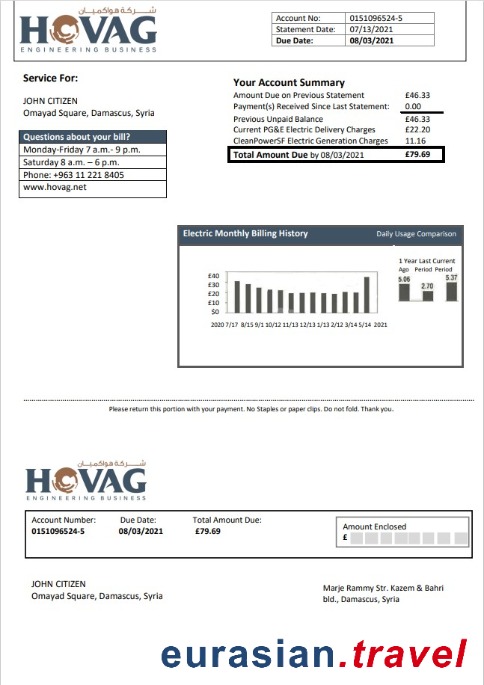 شركة هواكميان
HOVAG
ENGINEERING BUSINESS
Account No: 0151096524-5
Statement Date: 07/13/2021
Due Date: 08/03/2021
Service For:
JOHN CITIZEN
Omayad Square, Damascus, Syria
Questions about your bill?
Monday-Friday 7 a.m.- 9 p.m.
Saturday 8 a.m. – 6 p.m.
Phone: +963 11 221 8405
www.hovag.net
Your Account Summary
Amount Due on Previous Statement £46.33
Payment(s) Received Since Last Statement: 0.00
Previous Unpaid Balance £46.33
Current PG&E Electric Delivery Charges £22.20
CleanPowerSF Electric Generation Charges 11.16
Total Amount Due by 08/03/2021 £79.69
Electric Monthly Billing History Daily Usage Comparison
1 Year Last Current
Ago Period Period
5.06 2.70 5.37
£40
£30
£20
£10
$0
2020 7/17 8/15 9/1 10/12 11/13 12/13 1/13 2/12 3/14 5/14 2021
Please return this portion with your payment. No Staples or paper clips. Do not fold. Thank you.
شركة هواكميان
HOVAG
ENGINEERING BUSINESS
Account Number: Due Date: Total Amount Due:
0151096524-5 08/03/2021 £79.69
Amount Enclosed
£
JOHN CITIZEN
Omayad Square, Damascus, Syria
Marje Rammy Str. Kazem & Bahri
bld., Damascus, Syria
eurasian.travel